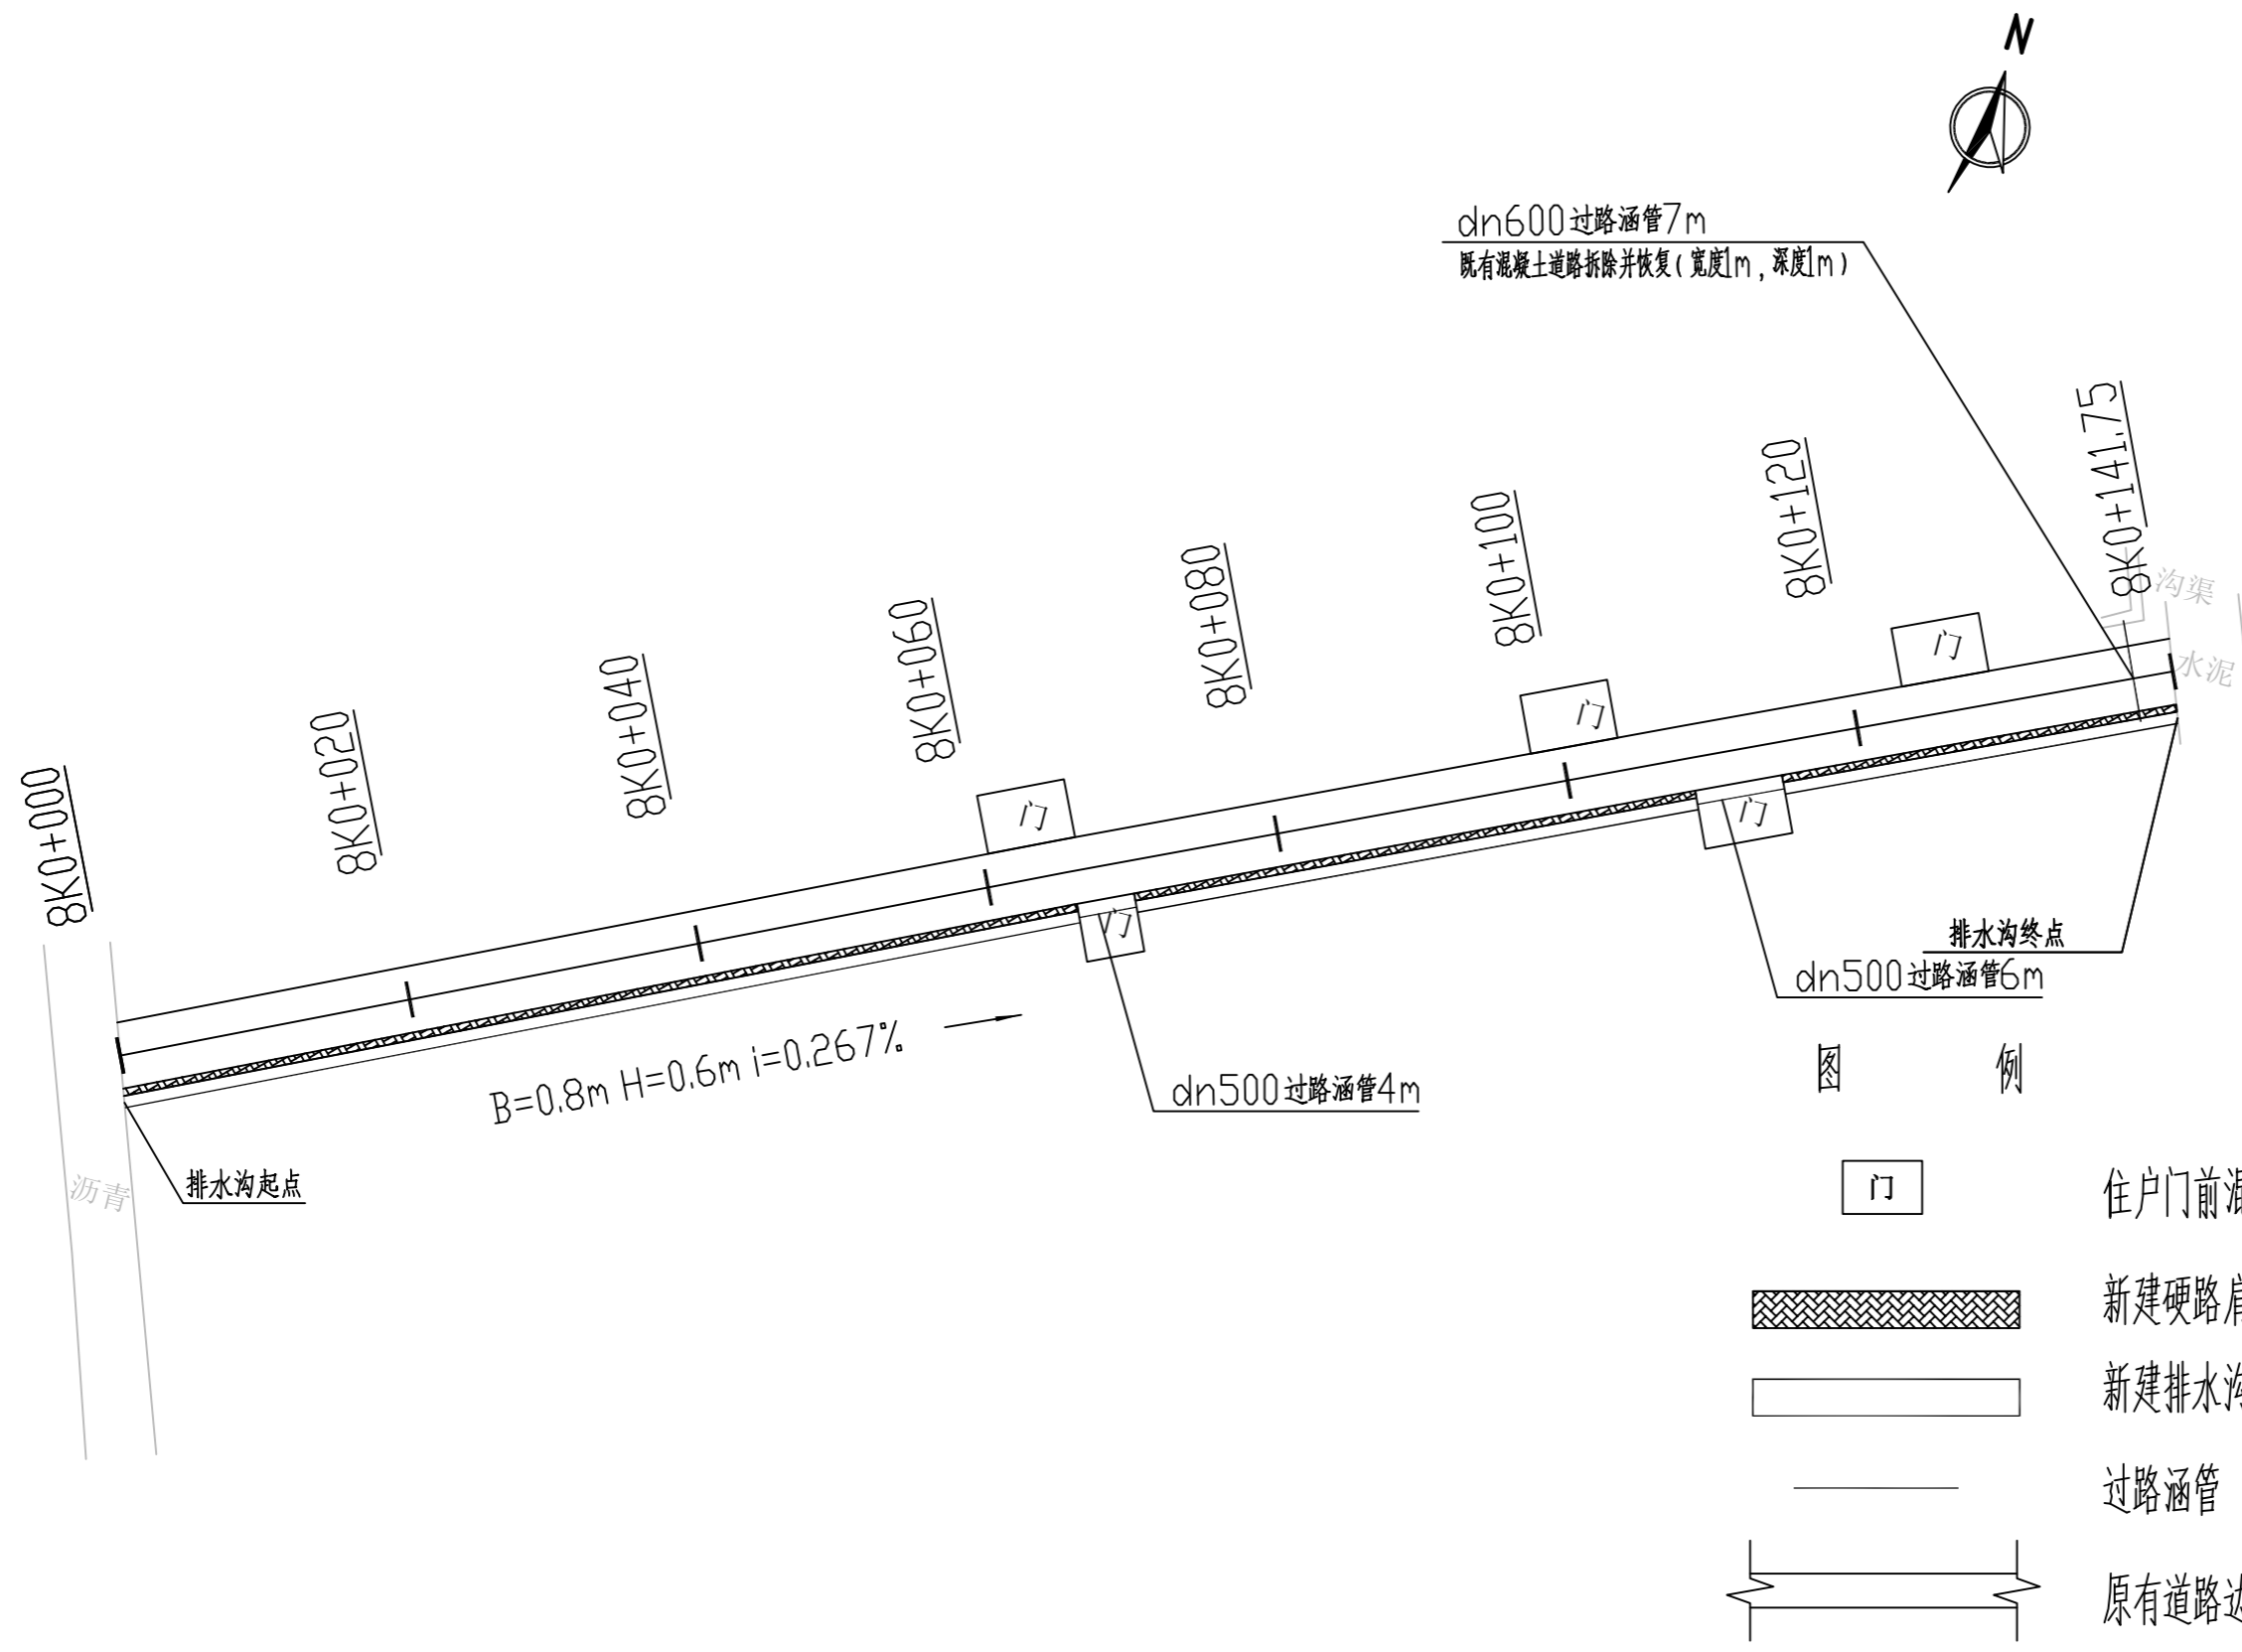 N
dn600过路涵管7m
既有混凝土道路拆除并恢复(宽度1m,深度1m)
8K0+000
8K0+020
8K0+040
8K0+060
8K0+080
8K0+100
8K0+120
8K0+141.75
沟渠
水泥
门
门
门
门
门
排水沟终点
dn500过路涵管6m
B=0.8m H=0.6m i=0.267%
dn500过路涵管4m
排水沟起点
沥青
图 例
门 住户门前混
新建硬路肩
新建排水沟
过路涵管
原有道路边